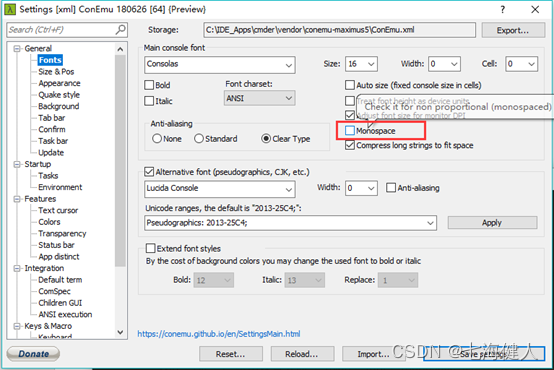 Settings [xml] ConEmu 180626 [64] {Preview}
Search (Ctrl+F)
Storage: C:\IDE_Apps\cmder\vendor\conemu-maximus5\ConEmu.xml Export...
General
Fonts
Size & Pos
Appearance
Quake style
Background
Tab bar
Confirm
Task bar
Update
Startup
Tasks
Environment
Features
Text cursor
Colors
Transparency
Status bar
App distinct
Integration
Default term
ComSpec
Children GUI
ANSI execution
Keys & Macro
Keyboard
Main console font
Consolas Size: 16 Width: 0 Cell: 0
Bold Font charset: Auto size (fixed console size in cells)
Italic ANSI Treat font height as device units
Check it for non proportional (monospaced)
Adjust font size for monitor DPI
Anti-aliasing
None Standard Clear Type
Monospace
Compress long strings to fit space
Alternative font (pseudographics, CJK, etc.)
Lucida Console Width: 0 Anti-aliasing
Unicode ranges, the default is "2013-25C4;"
Pseudographics: 2013-25C4; Apply
Extend font styles
By the cost of background colors you may change the used font to bold or italic
Bold: 12 Italic: 13 Replace: 1
https://conemu.github.io/en/SettingsMain.html
Donate Reset... Reload... Import... Save settings
CSDN @上海健人